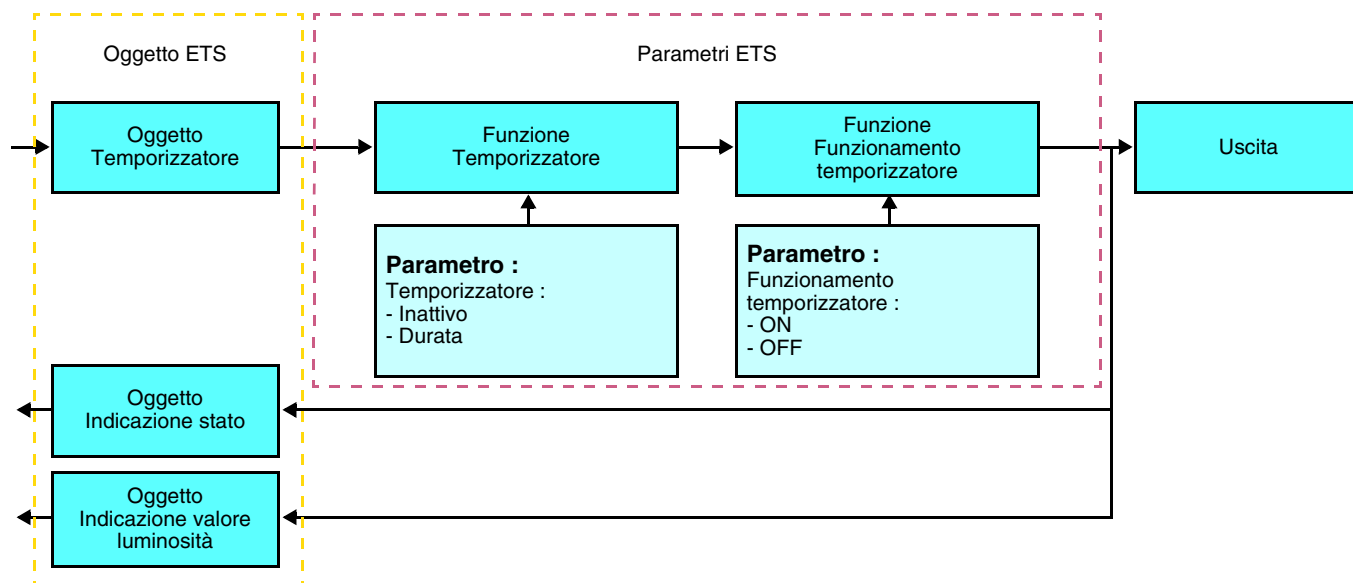 Oggetto ETS
Parametri ETS
Oggetto
Temporizzatore
Funzione
Temporizzatore
Funzione
Funzionamento
temporizzatore
Uscita
Parametro :
Temporizzatore :
- Inattivo
- Durata
Parametro :
Funzionamento
temporizzatore :
- ON
- OFF
Oggetto
Indicazione stato
Oggetto
Indicazione valore
luminosità